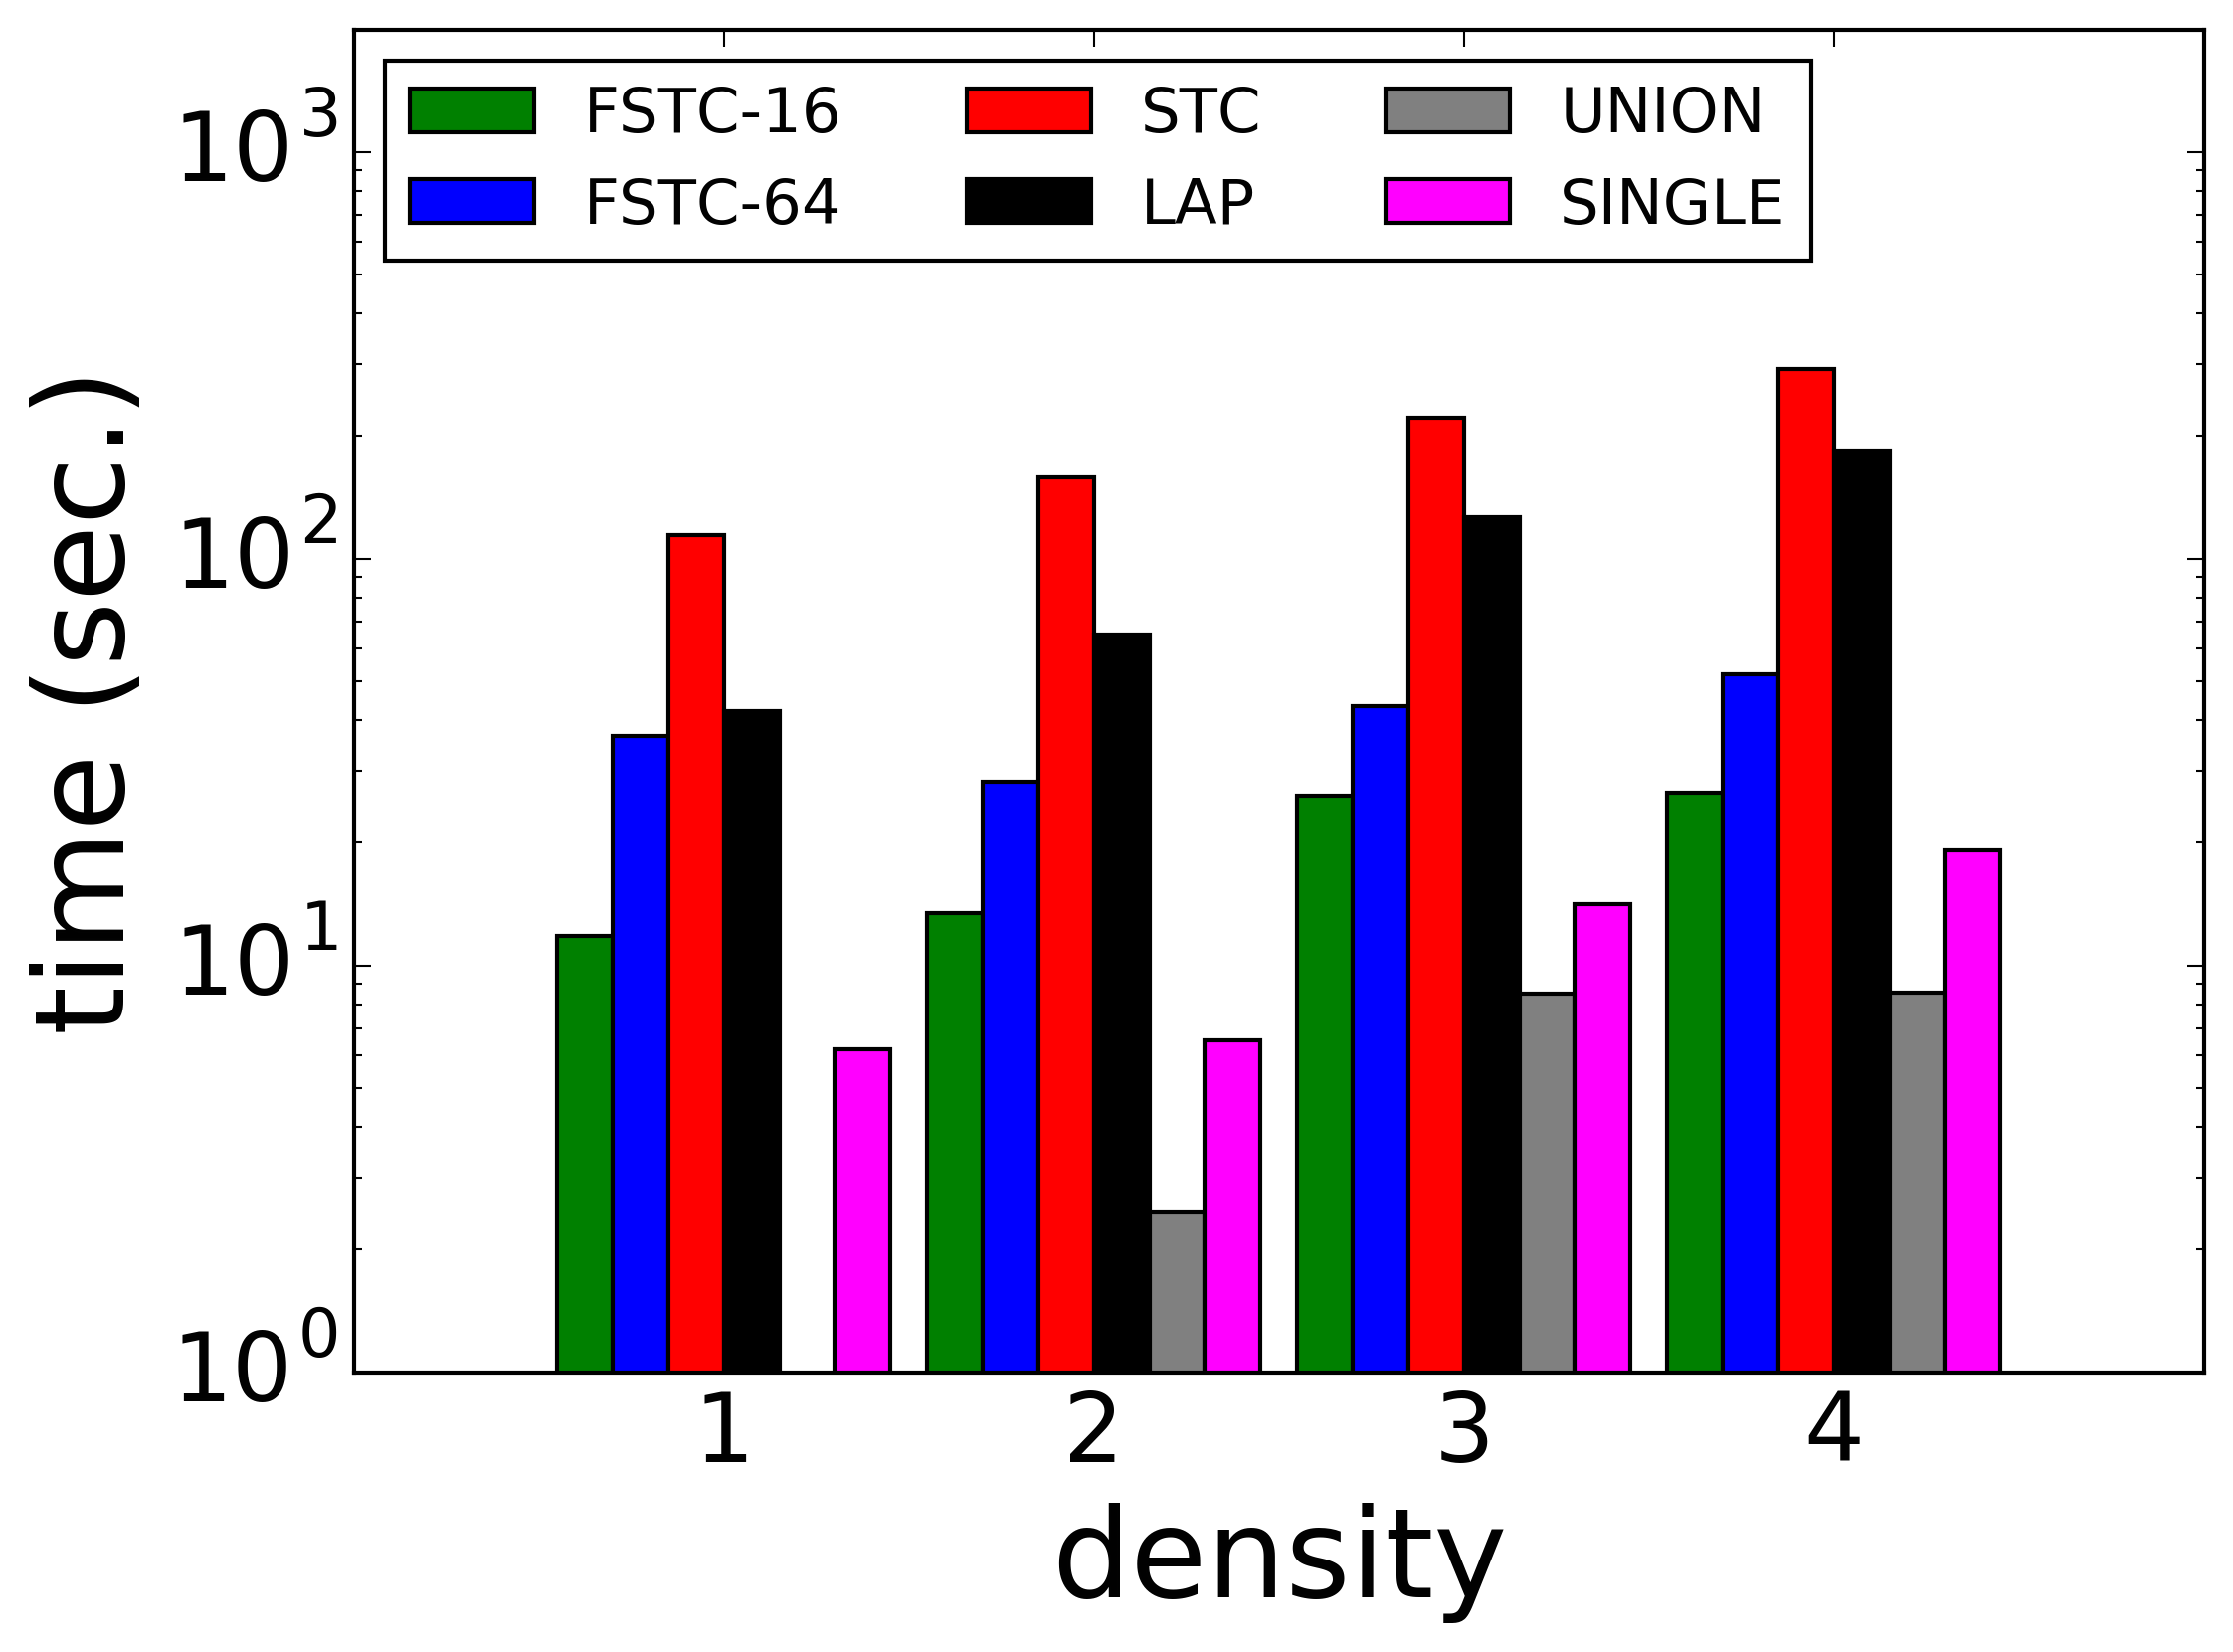 time (sec.)
10^3
10^2
10^1
10^0
FSTC-16
FSTC-64
STC
LAP
UNION
SINGLE
1 2 3 4
density